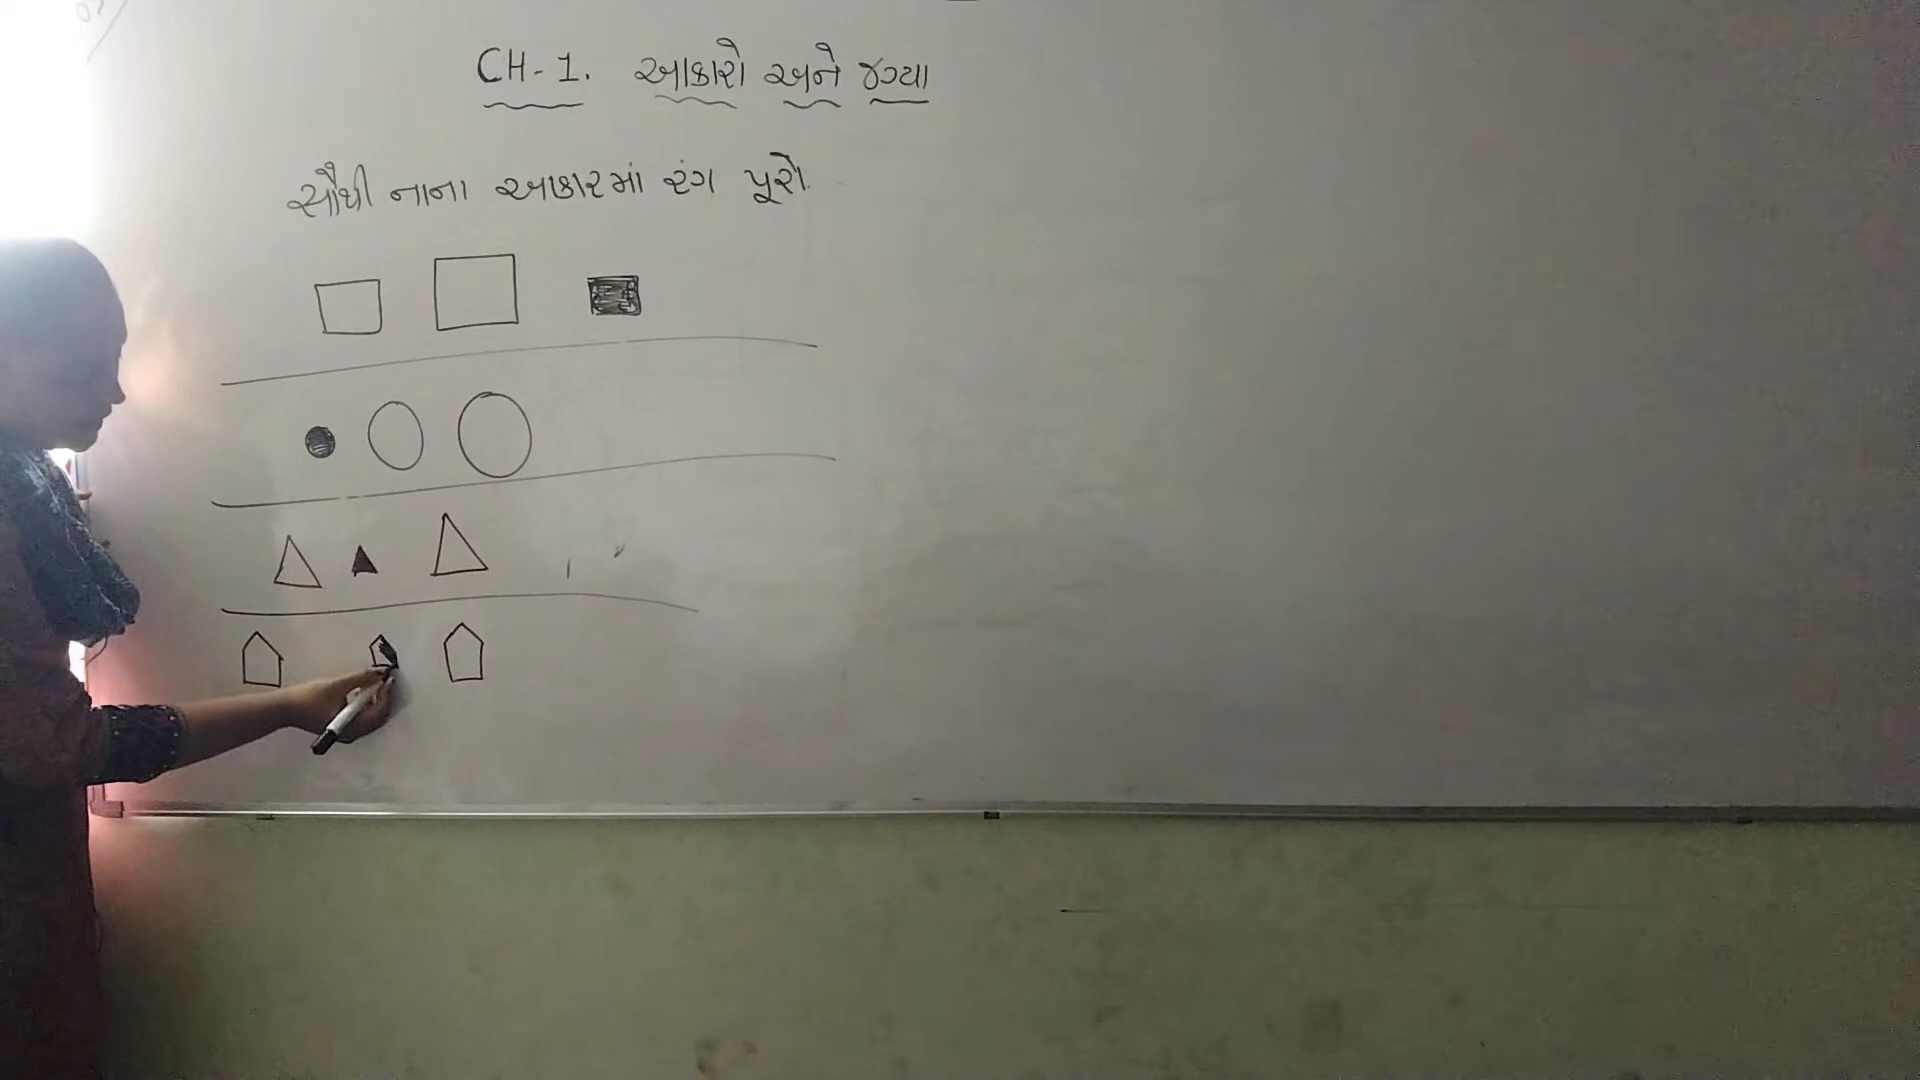 CH-1. આકારો અને જગ્યા
સૌથી નાના આકારમાં રંગ પૂરો.